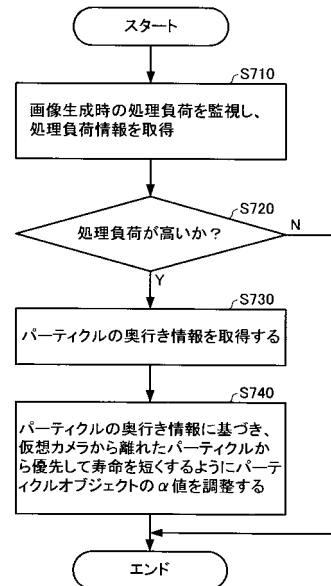 スタート
S710
画像生成時の処理負荷を監視し、
処理負荷情報を取得
S720
処理負荷が高いか？
N
Y
S730
パーティクルの奥行き情報を取得する
S740
パーティクルの奥行き情報に基づき、
仮想カメラから離れたパーティクルか
ら優先して寿命を短くするようにパーテ
ィクルオブジェクトのα値を調整する
エンド